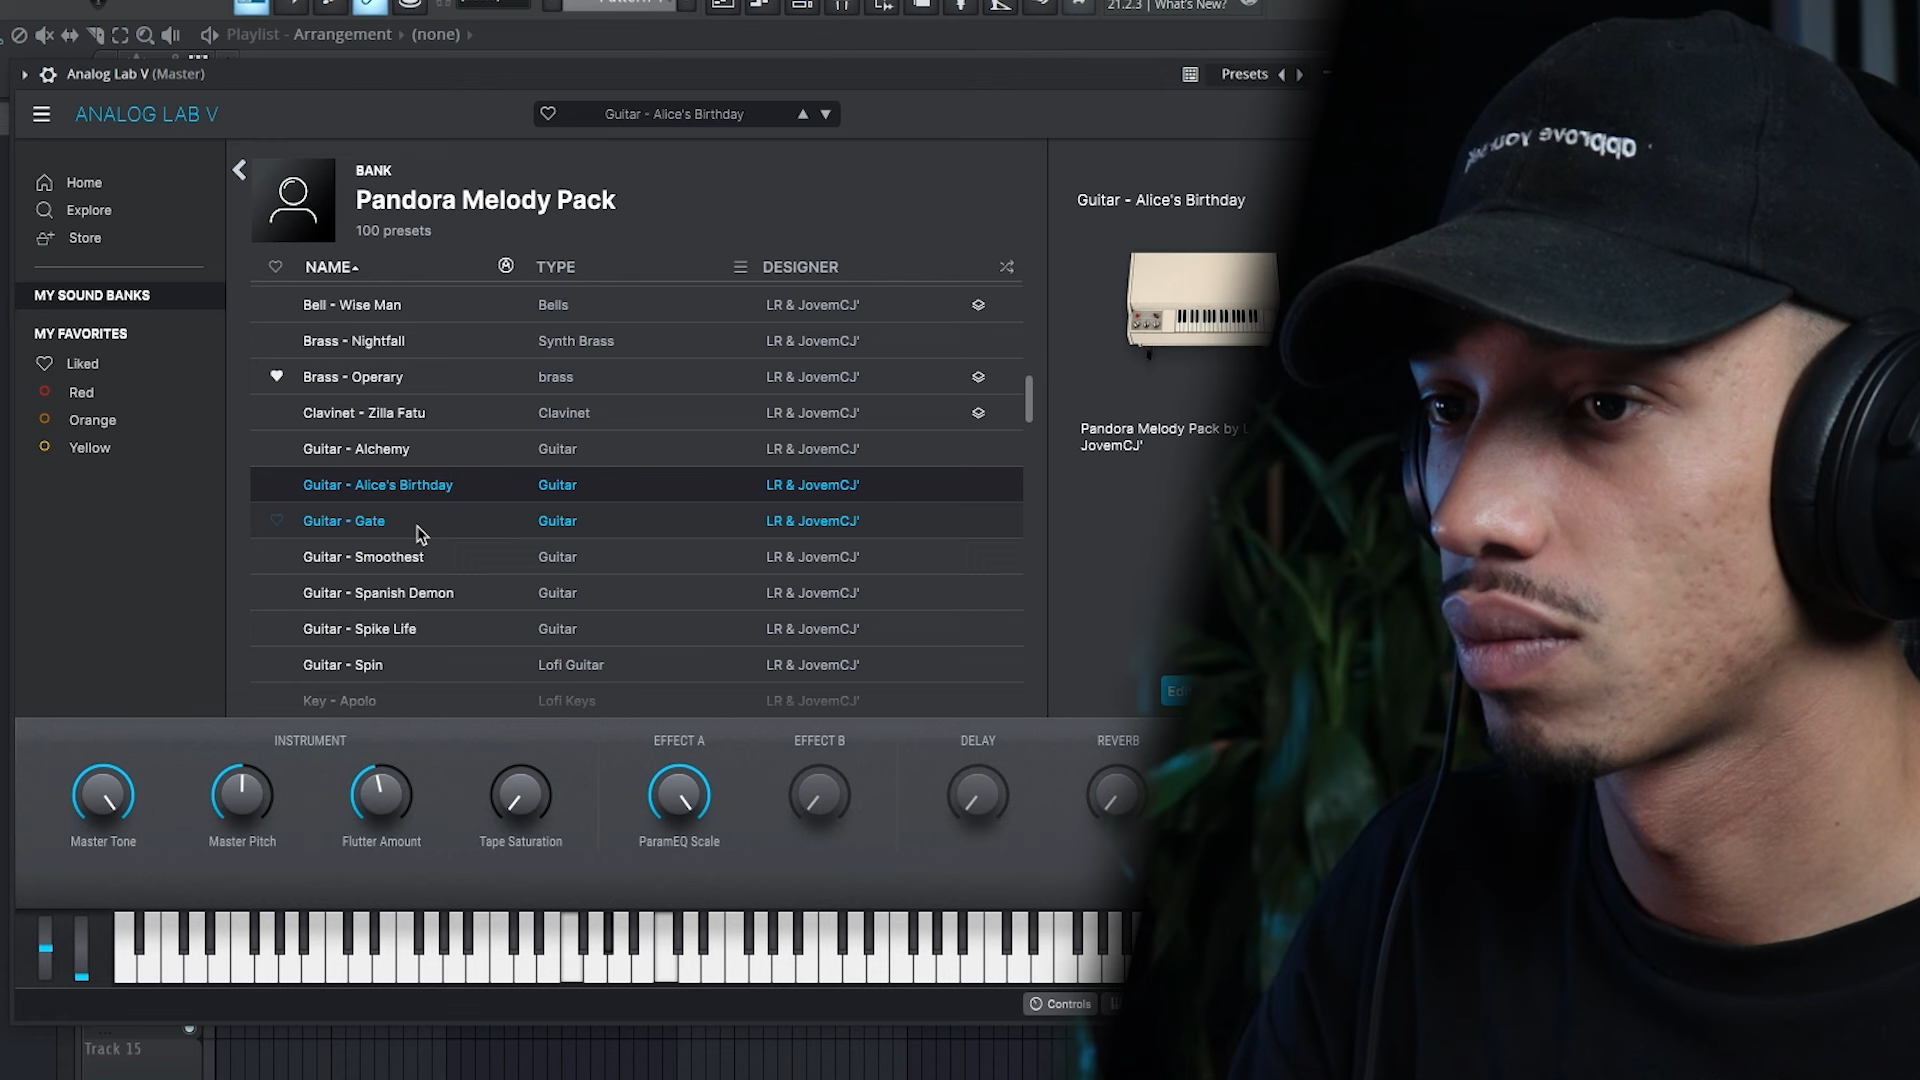 21.2.3 | What's New?
Playlist - Arrangement › (none) ›
Analog Lab V (Master)
Presets
ANALOG LAB V
Guitar - Alice's Birthday
Home
Explore
Store
MY SOUND BANKS
MY FAVORITES
Liked
Red
Orange
Yellow
BANK
Pandora Melody Pack
100 presets
NAME TYPE DESIGNER
Bell - Wise Man Bells LR & JovemCJ'
Brass - Nightfall Synth Brass LR & JovemCJ'
Brass - Operary brass LR & JovemCJ'
Clavinet - Zilla Fatu Clavinet LR & JovemCJ'
Guitar - Alchemy Guitar LR & JovemCJ'
Guitar - Alice's Birthday Guitar LR & JovemCJ'
Guitar - Gate Guitar LR & JovemCJ'
Guitar - Smoothest Guitar LR & JovemCJ'
Guitar - Spanish Demon Guitar LR & JovemCJ'
Guitar - Spike Life Guitar LR & JovemCJ'
Guitar - Spin Lofi Guitar LR & JovemCJ'
Key - Apolo Lofi Keys LR & JovemCJ'
Guitar - Alice's Birthday
Pandora Melody Pack by
JovemCJ'
INSTRUMENT EFFECT A EFFECT B DELAY REVERB
Master Tone Master Pitch Flutter Amount Tape Saturation ParamEQ Scale
Controls
Track 15
approve